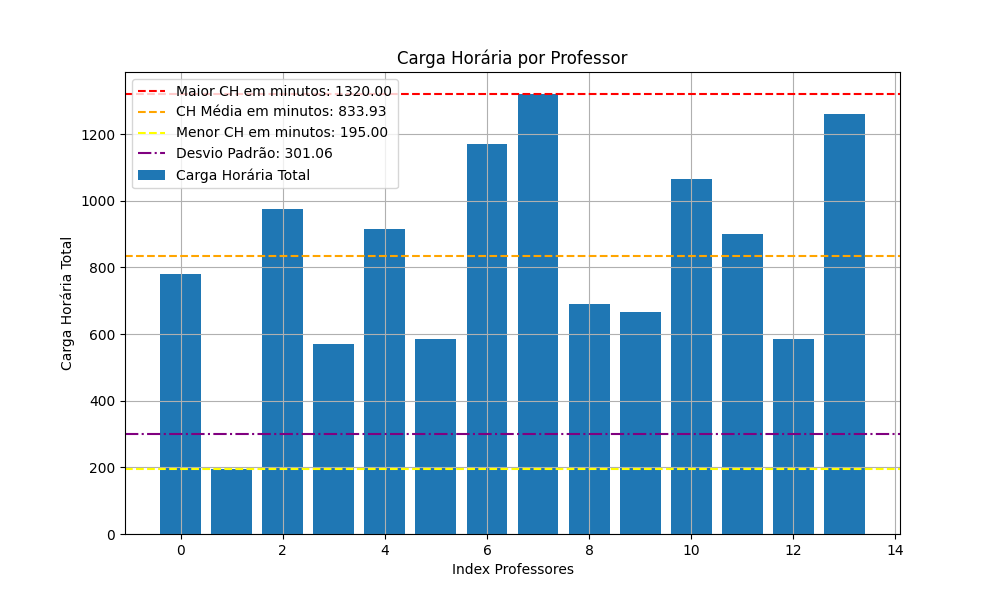 Carga Horária por Professor
Maior CH em minutos: 1320.00
CH Média em minutos: 833.93
Menor CH em minutos: 195.00
Desvio Padrão: 301.06
Carga Horária Total
Carga Horária Total
1200
1000
800
600
400
200
0
0 2 4 6 8 10 12 14
Index Professores